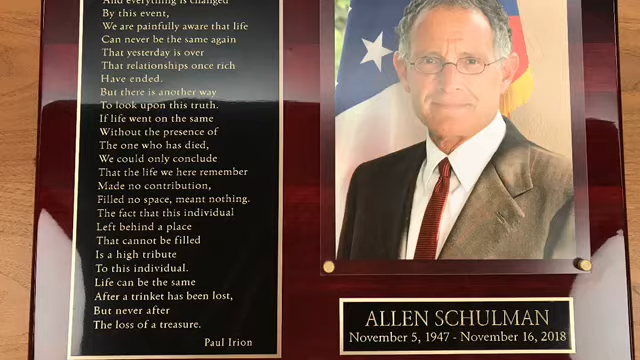 And everything is changed
By this event,
We are painfully aware that life
Can never be the same again
That yesterday is over
That relationships once rich
Have ended.
But there is another way
To look upon this truth.
If life went on the same
Without the presence of
The one who has died,
We could only conclude
That the life we here remember
Made no contribution,
Filled no space, meant nothing.
The fact that this individual
Left behind a place
That cannot be filled
Is a high tribute
To this individual.
Life can be the same
After a trinket has been lost,
But never after
The loss of a treasure.
Paul Irion
ALLEN SCHULMAN
November 5, 1947 - November 16, 2018